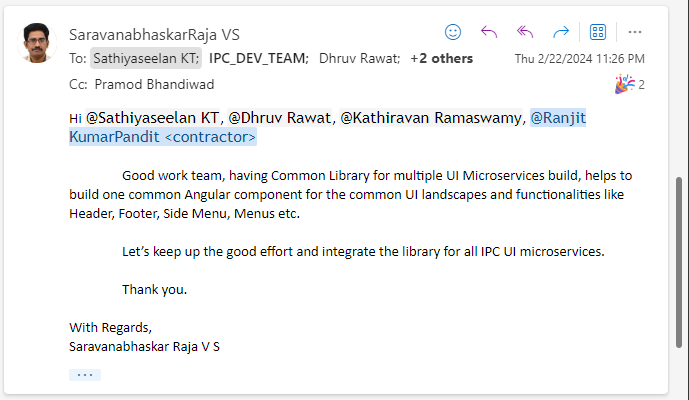 SaravanabhaskarRaja VS
To: Sathiyaseelan KT; IPC_DEV_TEAM; Dhruv Rawat; +2 others
Thu 2/22/2024 11:26 PM
Cc: Pramod Bhandiwad
2
Hi @Sathiyaseelan KT, @Dhruv Rawat, @Kathiravan Ramaswamy, @Ranjit
KumarPandit <contractor>
Good work team, having Common Library for multiple UI Microservices build, helps to
build one common Angular component for the common UI landscapes and functionalities like
Header, Footer, Side Menu, Menus etc.
Let's keep up the good effort and integrate the library for all IPC UI microservices.
Thank you.
With Regards,
Saravanabhaskar Raja V S